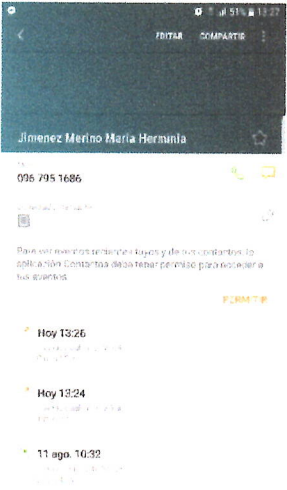 51% 13:27
EDITAR COMPARTIR
Jimenez Merino Maria Herminia
096 795 1686
Para ver eventos recientes tuyos y de tus contactos, la
aplicación Contactos debe tener permiso para acceder a
tus eventos.
PERMITIR
Hoy 13:26
Hoy 13:24
11 ago. 10:32